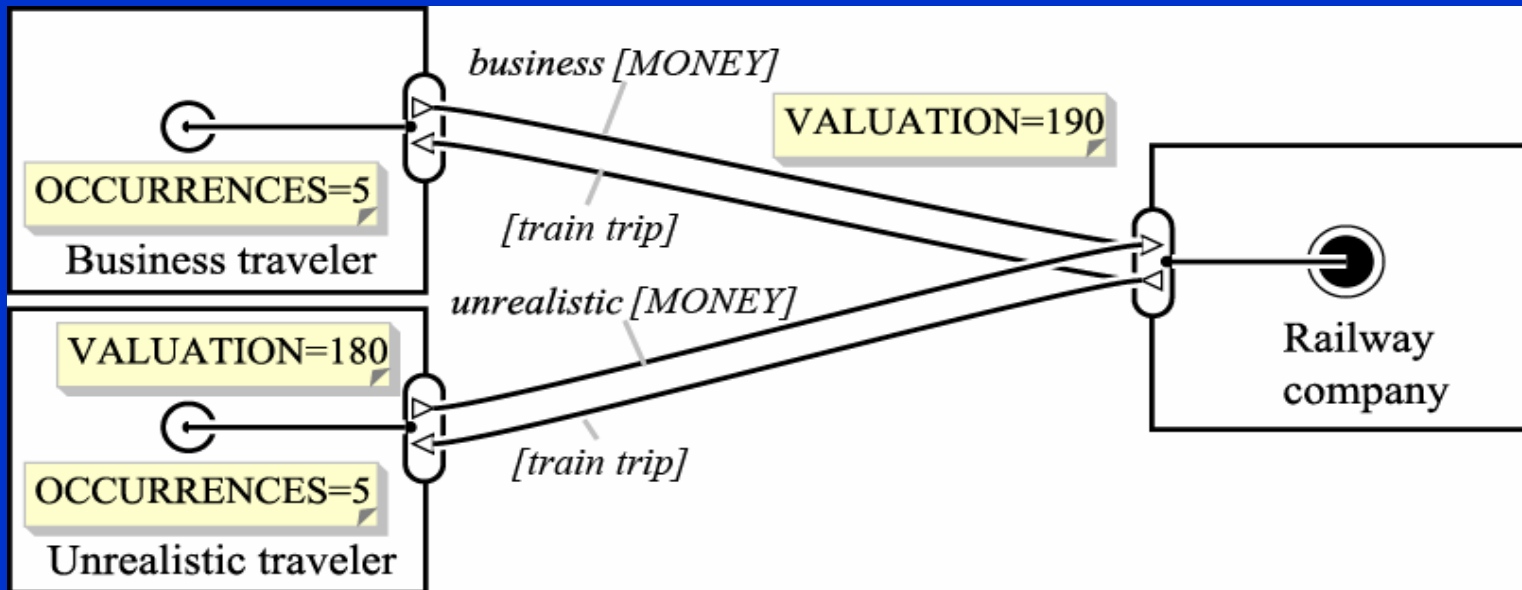 business [MONEY]
VALUATION=190
OCCURRENCES=5
[train trip]
Business traveler
unrealistic [MONEY]
VALUATION=180
Railway
company
[train trip]
OCCURRENCES=5
Unrealistic traveler